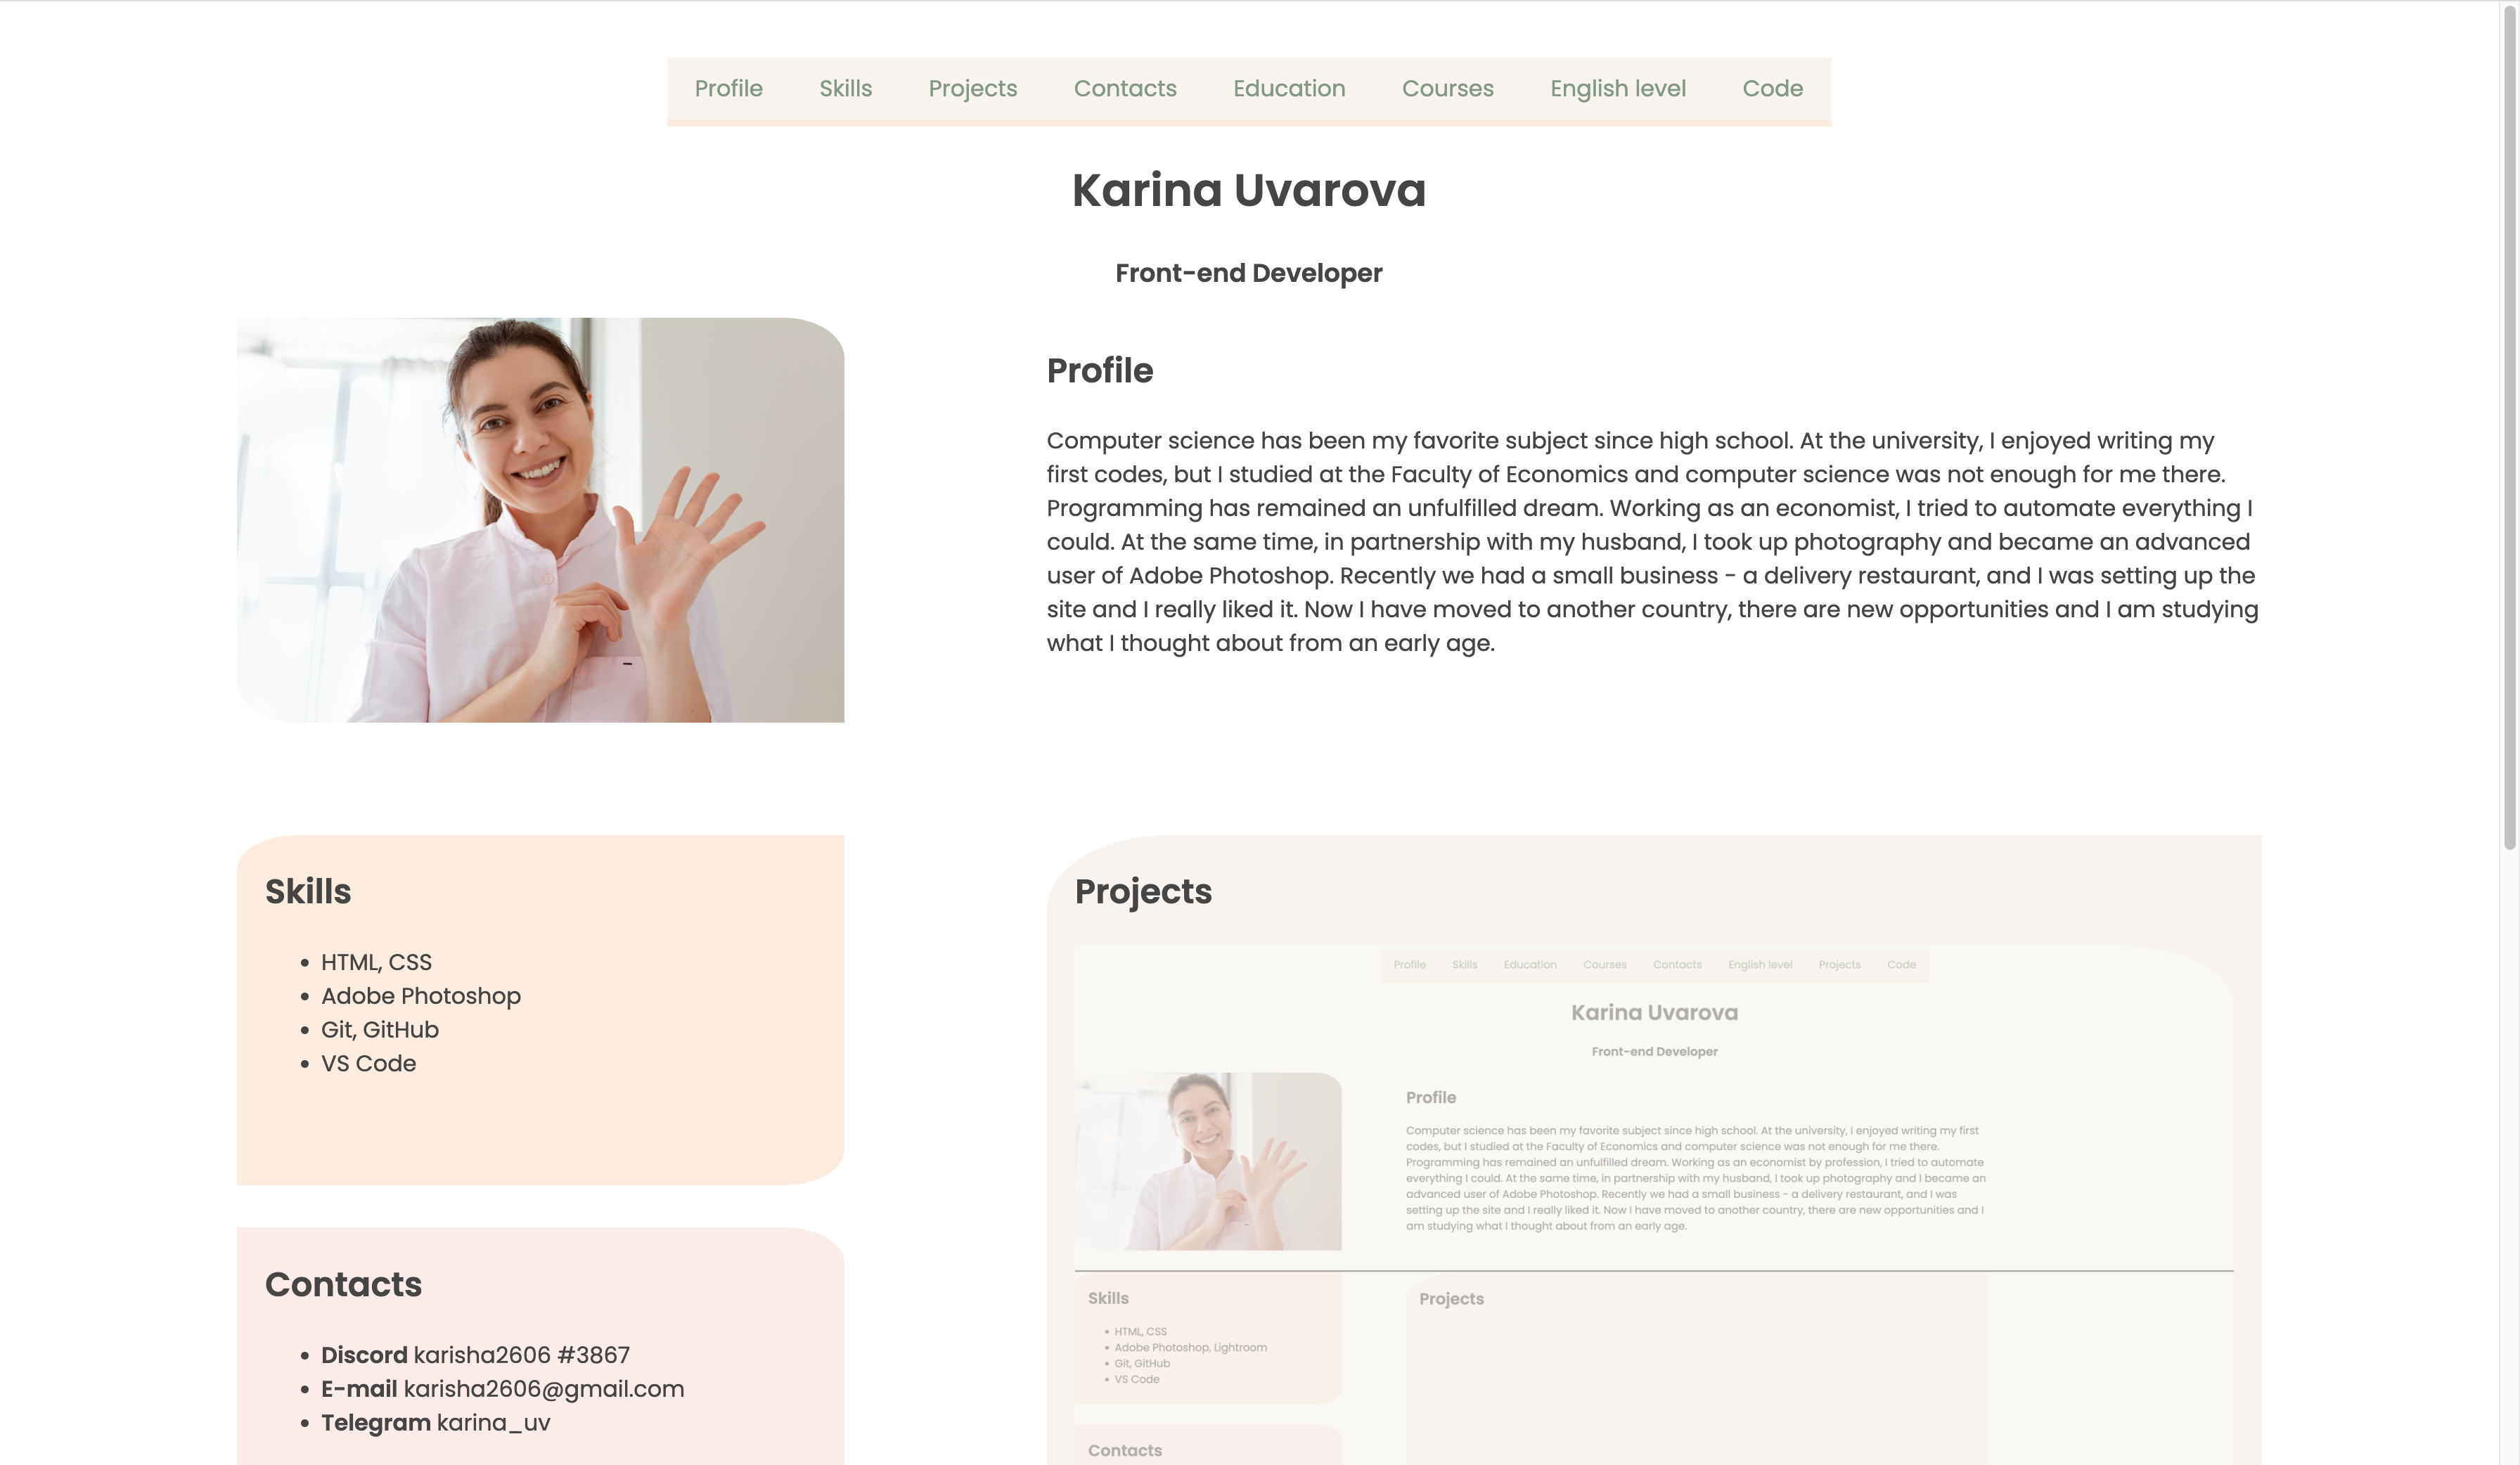 Profile Skills Projects Contacts Education Courses English level Code
Karina Uvarova
Front-end Developer
Profile
Computer science has been my favorite subject since high school. At the university, I enjoyed writing my
first codes, but I studied at the Faculty of Economics and computer science was not enough for me there.
Programming has remained an unfulfilled dream. Working as an economist, I tried to automate everything I
could. At the same time, in partnership with my husband, I took up photography and became an advanced
user of Adobe Photoshop. Recently we had a small business - a delivery restaurant, and I was setting up the
site and I really liked it. Now I have moved to another country, there are new opportunities and I am studying
what I thought about from an early age.
Skills
• HTML, CSS
• Adobe Photoshop
• Git, GitHub
• VS Code
Contacts
• Discord karisha2606 #3867
• E-mail karisha2606@gmail.com
• Telegram karina_uv
Projects
Profile Skills Education Courses Contacts English level Projects Code
Karina Uvarova
Front-end Developer
Profile
Computer science has been my favorite subject since high school. At the university, I enjoyed writing my first
codes, but I studied at the Faculty of Economics and computer science was not enough for me there.
Programming has remained an unfulfilled dream. Working as an economist by profession, I tried to automate
everything I could. At the same time, in partnership with my husband, I took up photography and I became an
advanced user of Adobe Photoshop. Recently we had a small business - a delivery restaurant, and I was
setting up the site and I really liked it. Now I have moved to another country, there are new opportunities and I
am studying what I thought about from an early age.
Skills
• HTML, CSS
• Adobe Photoshop, Lightroom
• Git, GitHub
• VS Code
Projects
Contacts